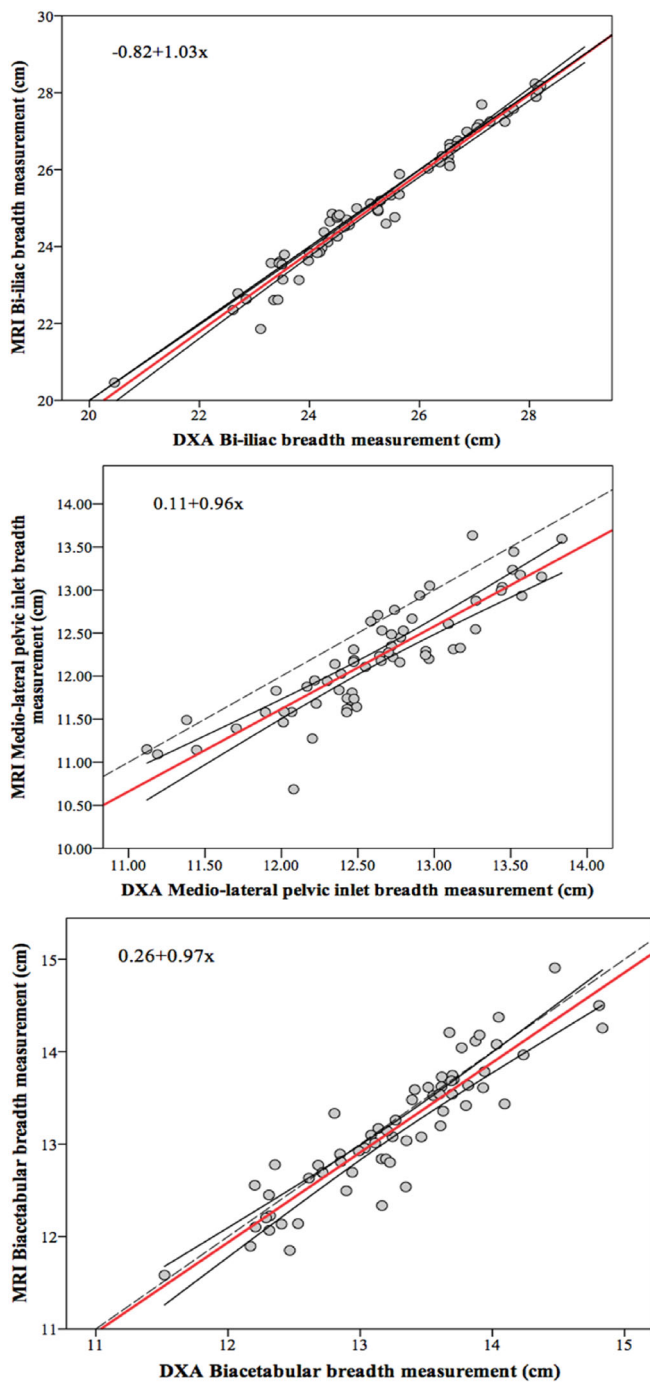 30
28
26
24
22
20
-0.82+1.03x
MRI Bi-iliac breadth measurement (cm)
20 22 24 26 28
DXA Bi-iliac breadth measurement (cm)
14.00
13.50
13.00
12.50
12.00
11.50
11.00
10.50
10.00
0.11+0.96x
MRI Medio-lateral pelvic inlet breadth
measurement (cm)
11.00 11.50 12.00 12.50 13.00 13.50 14.00
DXA Medio-lateral pelvic inlet breadth measurement (cm)
15
14
13
12
11
0.26+0.97x
MRI Biacetabular breadth measurement (cm)
11 12 13 14 15
DXA Biacetabular breadth measurement (cm)